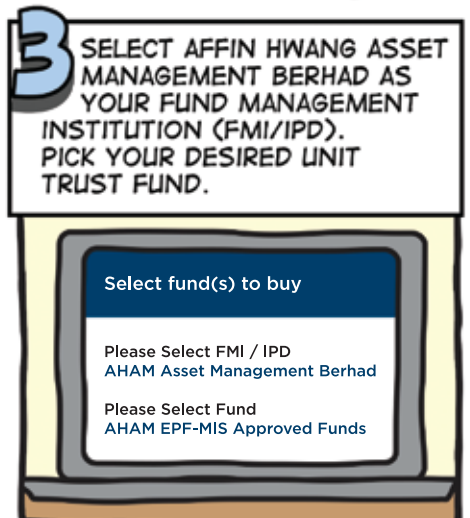 3
SELECT AFFIN HWANG ASSET
MANAGEMENT BERHAD AS
YOUR FUND MANAGEMENT
INSTITUTION (FMI/IPD).
PICK YOUR DESIRED UNIT
TRUST FUND.
Select fund(s) to buy
Please Select FMI / IPD
AHAM Asset Management Berhad
Please Select Fund
AHAM EPF-MIS Approved Funds